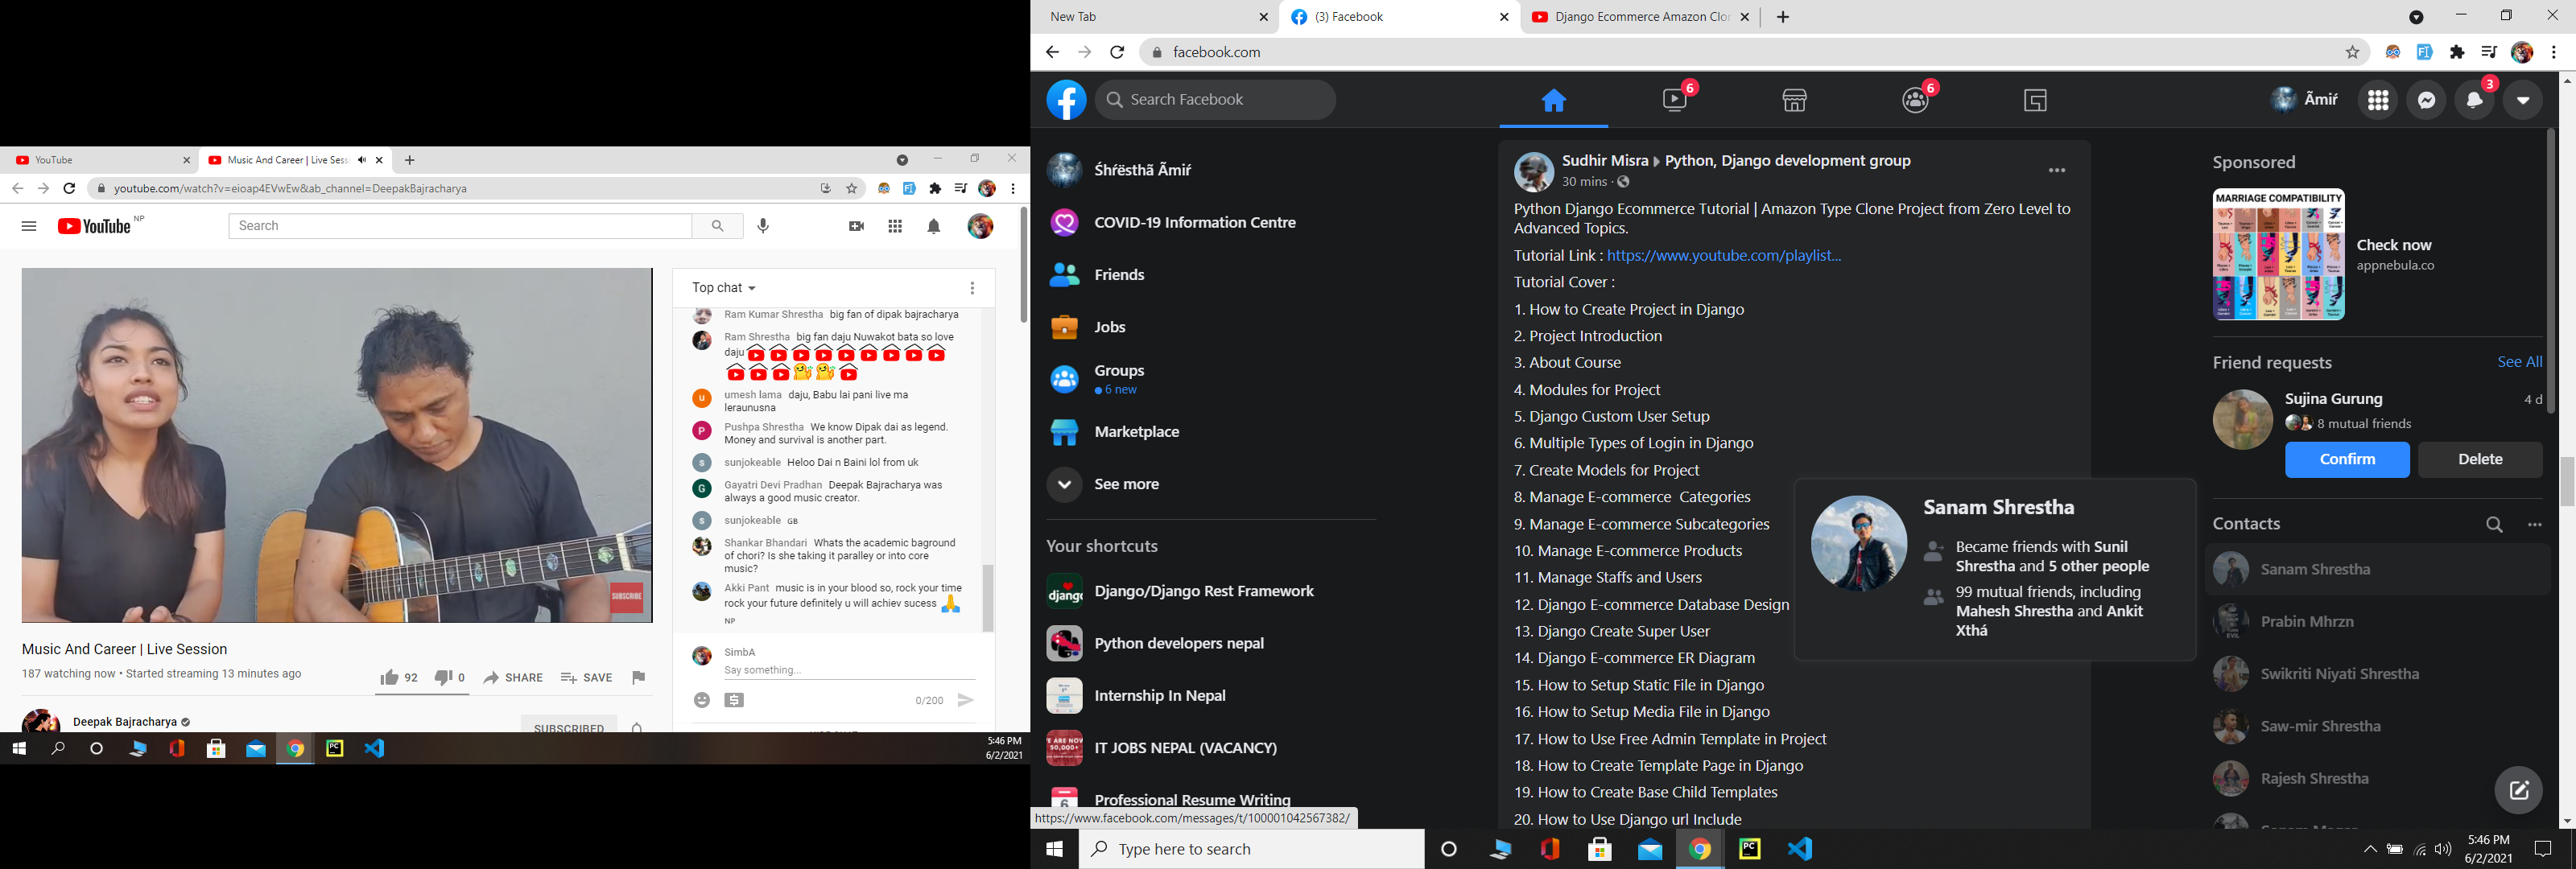 YouTube
Music And Career | Live Sess
youtube.com/watch?v=eioap4EVwEw&ab_channel=DeepakBajracharya
YouTube NP
Search
SUBSCRIBE
Music And Career | Live Session
187 watching now • Started streaming 13 minutes ago
92
0
SHARE
SAVE
Deepak Bajracharya
SUBSCRIBED
Top chat
Ram Kumar Shrestha big fan of dipak bajracharya
Ram Shrestha big fan daju Nuwakot bata so love
daju
umesh lama daju, Babu lai pani live ma
leraunusna
Pushpa Shrestha We know Dipak dai as legend.
Money and survival is another part.
sunjokeable Heloo Dai n Baini lol from uk
Gayatri Devi Pradhan Deepak Bajracharya was
always a good music creator.
sunjokeable GB
Shankar Bhandari Whats the academic baground
of chori? Is she taking it paralley or into core
music?
Akki Pant music is in your blood so, rock your time
rock your future definitely u will achiev sucess 🙏
NP
SimbA
Say something...
0/200
5:46 PM
6/2/2021
New Tab
(3) Facebook
Django Ecommerce Amazon Clor
facebook.com
Search Facebook
6
6
Ãmiŕ
3
Śhŕësthã Ãmiŕ
COVID-19 Information Centre
Friends
Jobs
Groups
6 new
Marketplace
See more
Your shortcuts
django
Django/Django Rest Framework
Python developers nepal
Internship In Nepal
E ARE NOW
50,000+
IT JOBS NEPAL (VACANCY)
6
Professional Resume Writing
https://www.facebook.com/messages/t/100001042567382/
Sudhir Misra ▸ Python, Django development group
30 mins ·
Python Django Ecommerce Tutorial | Amazon Type Clone Project from Zero Level to
Advanced Topics.
Tutorial Link : https://www.youtube.com/playlist...
Tutorial Cover :
1. How to Create Project in Django
2. Project Introduction
3. About Course
4. Modules for Project
5. Django Custom User Setup
6. Multiple Types of Login in Django
7. Create Models for Project
8. Manage E-commerce Categories
9. Manage E-commerce Subcategories
10. Manage E-commerce Products
11. Manage Staffs and Users
12. Django E-commerce Database Design
13. Django Create Super User
14. Django E-commerce ER Diagram
15. How to Setup Static File in Django
16. How to Setup Media File in Django
17. How to Use Free Admin Template in Project
18. How to Create Template Page in Django
19. How to Create Base Child Templates
20. How to Use Django url Include
Sanam Shrestha
Became friends with Sunil
Shrestha and 5 other people
99 mutual friends, including
Mahesh Shrestha and Ankit
Xthá
Sponsored
MARRIAGE COMPATIBILITY
Check now
appnebula.co
Friend requests
See All
Sujina Gurung
4 d
8 mutual friends
Confirm
Delete
Contacts
Sanam Shrestha
Prabin Mhrzn
Swikriti Niyati Shrestha
Saw-mir Shrestha
Rajesh Shrestha
Type here to search
PC
5:46 PM
6/2/2021